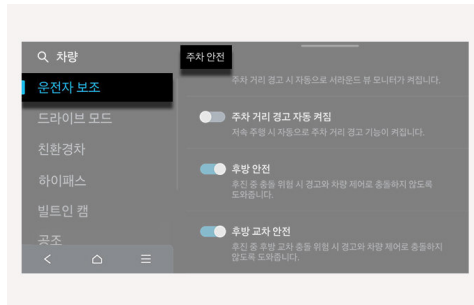 차량
운전자 보조
드라이브 모드
친환경차
하이패스
빌트인 캠
공조
주차 안전
주차 거리 경고 시 자동으로 서라운드 뷰 모니터가 켜집니다.
주차 거리 경고 자동 켜짐
저속 주행 시 자동으로 주차 거리 경고 기능이 켜집니다.
후방 안전
후진 중 충돌 위험 시 경고와 차량 제어로 충돌하지 않도록
도와줍니다.
후방 교차 안전
후진 중 후방 교차 충돌 위험 시 경고와 차량 제어로 충돌하지
않도록 도와줍니다.